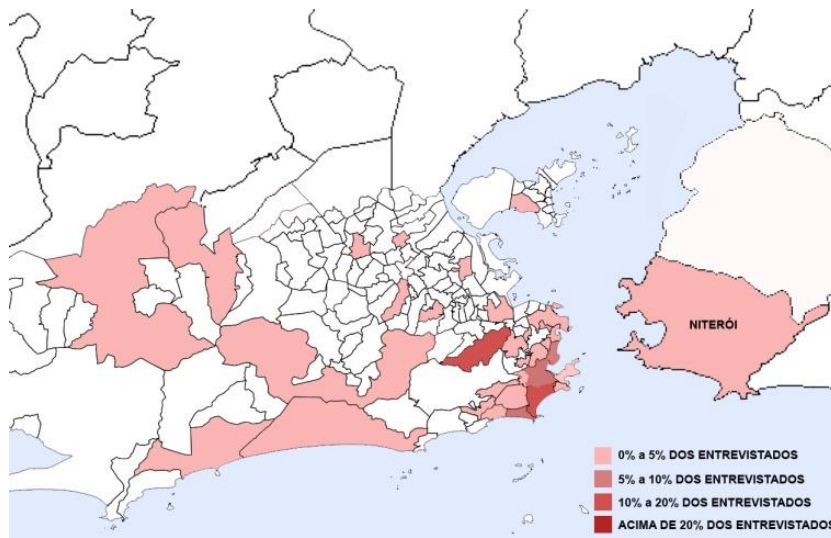 NITERÓI
0% a 5% DOS ENTREVISTADOS
5% a 10% DOS ENTREVISTADOS
10% a 20% DOS ENTREVISTADOS
ACIMA DE 20% DOS ENTREVISTADOS